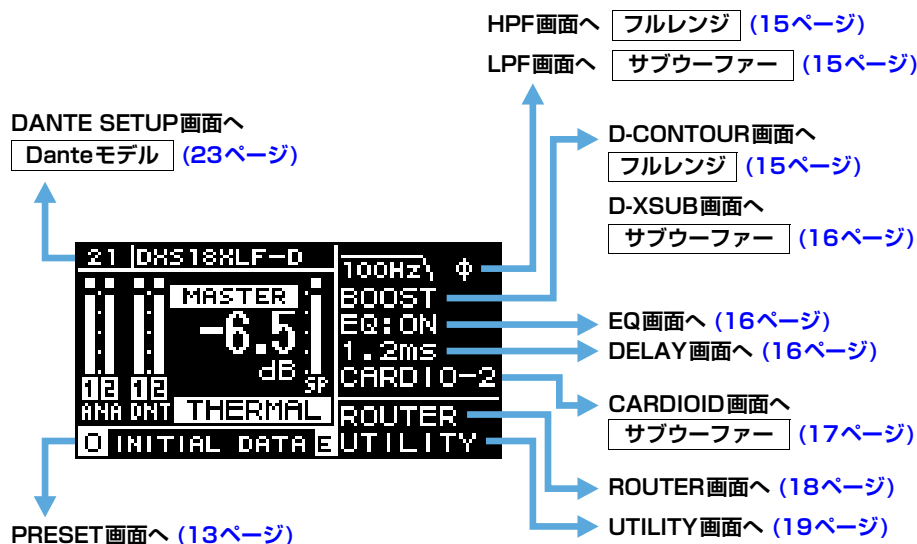 HPF画面へ フルレンジ (15ページ)
LPF画面へ サブウーファー (15ページ)
DANTE SETUP画面へ
Danteモデル (23ページ)
D-CONTOUR画面へ
フルレンジ (15ページ)
D-XSUB画面へ
サブウーファー (16ページ)
21 DXS18XLF-D
100Hz φ
MASTER
BOOST
-6.5
EQ:ON
1.2ms
dB
CARDIO-2
1 2 1 2 SP
ANA DNT THERMAL
ROUTER
0 INITIAL DATA E UTILITY
EQ画面へ (16ページ)
DELAY画面へ (16ページ)
CARDIOID画面へ
サブウーファー (17ページ)
ROUTER画面へ (18ページ)
UTILITY画面へ (19ページ)
PRESET画面へ (13ページ)